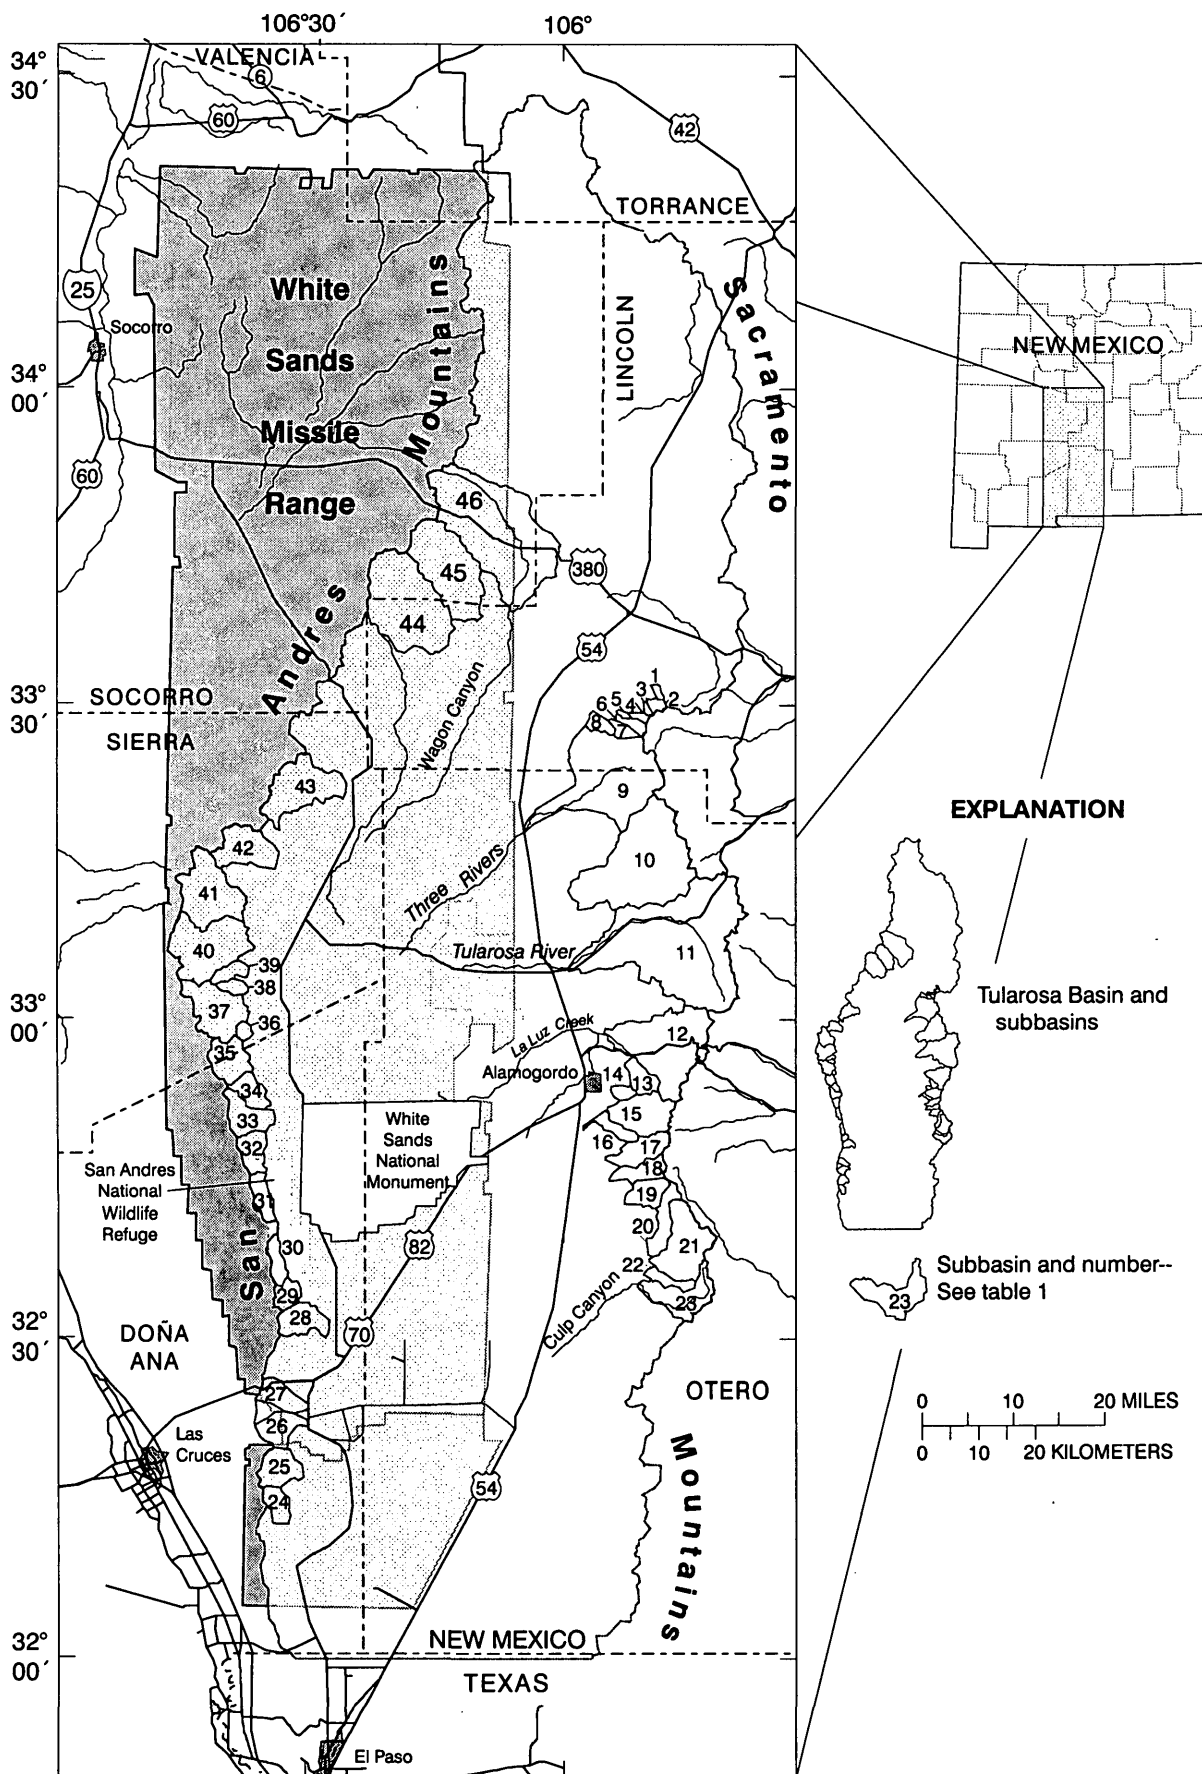 106°30′
106°
34°
30′
VALENCIA
6
60
42
TORRANCE
25
Socorro
White
Sands
Missile
Range
Mountains
LINCOLN
Sacramento
NEW MEXICO
34°
00′
60
46
45
44
380
54
Andres
Wagon Canyon
33°
30′
SOCORRO
SIERRA
1
2
3
4
5
6
7
8
9
10
43
42
41
40
39
38
37
36
35
34
33
32
31
30
29
28
27
26
25
24
Three Rivers
Tularosa River
11
33°
00′
La Luz Creek
12
Alamogordo
14
13
15
16
17
18
19
20
21
22
23
White
Sands
National
Monument
San Andres
National
Wildlife
Refuge
San
82
70
Culp Canyon
32°
30′
DOÑA
ANA
OTERO
Las
Cruces
54
Mountains
32°
00′
NEW MEXICO
TEXAS
El Paso
EXPLANATION
Tularosa Basin and
subbasins
23
Subbasin and number--
See table 1
0 10 20 MILES
0 10 20 KILOMETERS